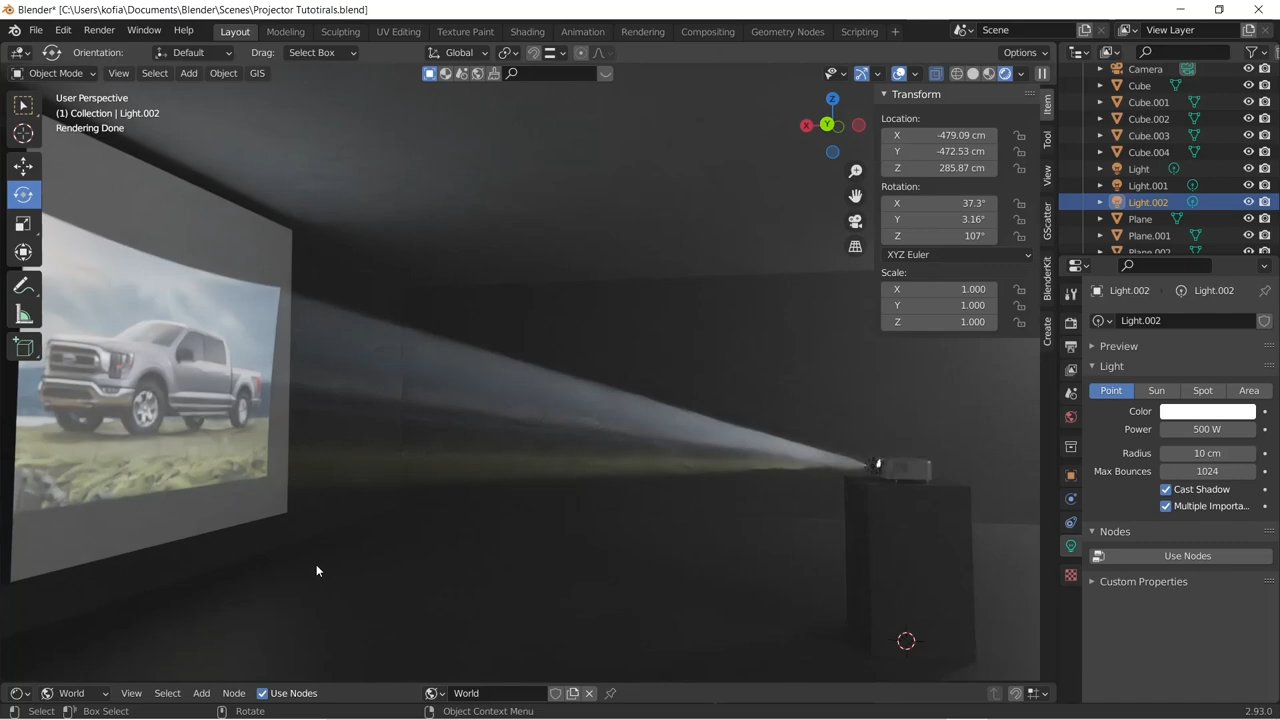 Blender* [C:\Users\kofia\Documents\Blender\Scenes\Projector Tutotirals.blend]
File Edit Render Window Help Layout Modeling Sculpting UV Editing Texture Paint Shading Animation Rendering Compositing Geometry Nodes Scripting + Scene View Layer
Orientation: Default Drag: Select Box Global Options
Object Mode View Select Add Object GIS
User Perspective
(1) Collection | Light.002
Rendering Done
Z
X
Y
Transform
Location:
X -479.09 cm
Y -472.53 cm
Z 285.87 cm
Rotation:
X 37.3°
Y 3.16°
Z 107°
XYZ Euler
Scale:
X 1.000
Y 1.000
Z 1.000
Item
Tool
View
GScatter
BlenderKit
Create
Camera
Cube
Cube.001
Cube.002
Cube.003
Cube.004
Light
Light.001
Light.002
Plane
Plane.001
Plane.002
Light.002 Light.002
Light.002
Preview
Light
Point Sun Spot Area
Color
Power 500 W
Radius 10 cm
Max Bounces 1024
Cast Shadow
Multiple Importa...
Nodes
Use Nodes
Custom Properties
World View Select Add Node Use Nodes World
Select Box Select Rotate Object Context Menu 2.93.0